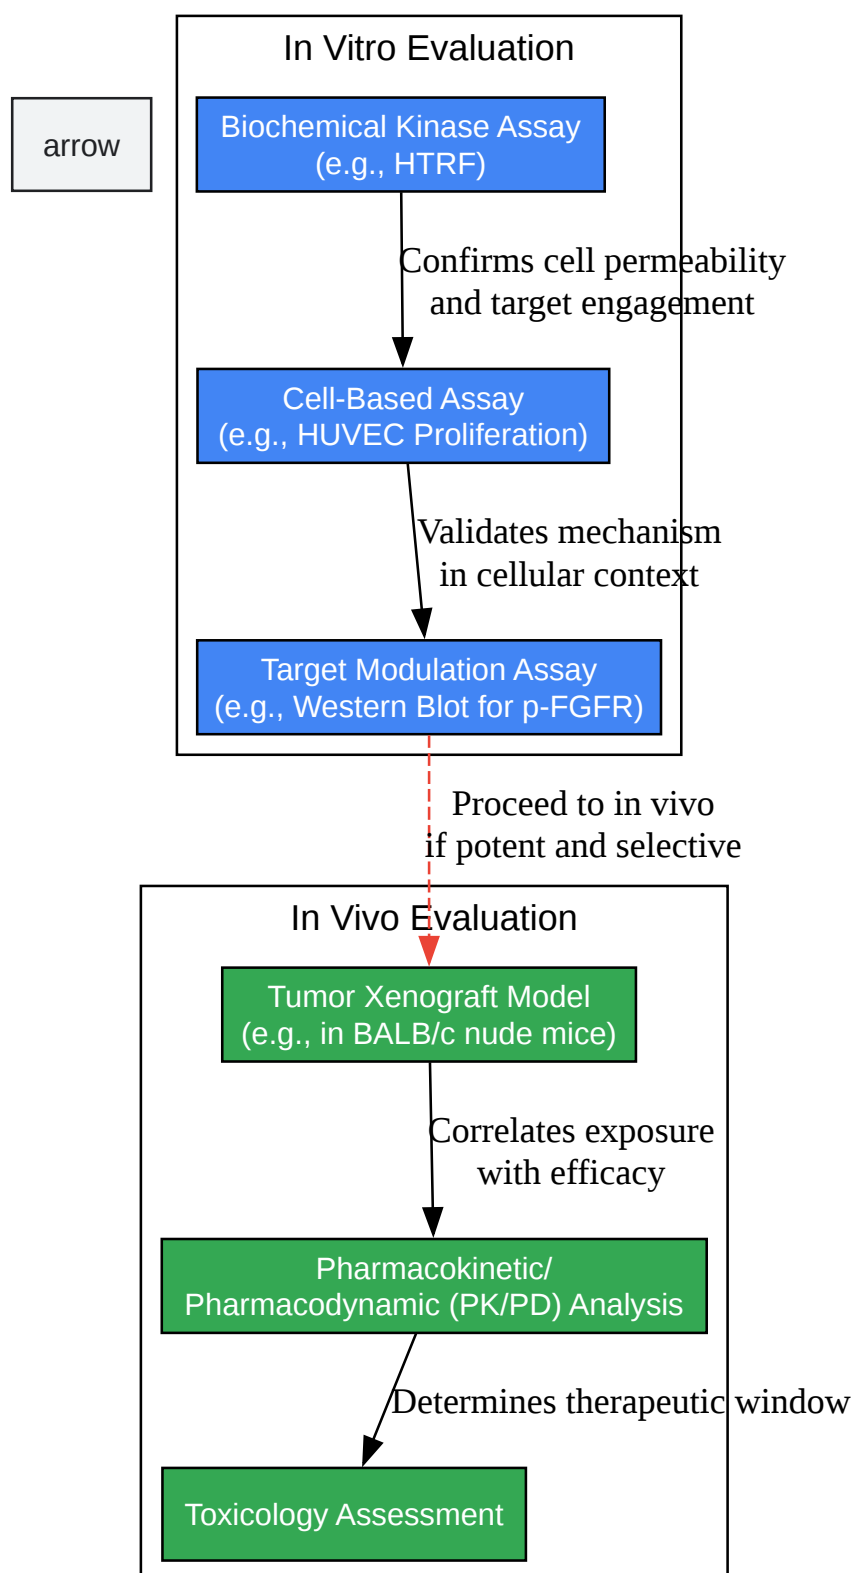 In Vitro Evaluation
arrow
Biochemical Kinase Assay
(e.g., HTRF)
Confirms cell permeability
and target engagement
Cell-Based Assay
(e.g., HUVEC Proliferation)
Validates mechanism
in cellular context
Target Modulation Assay
(e.g., Western Blot for p-FGFR)
Proceed to in vivo
if potent and selective
In Vivo Evaluation
Tumor Xenograft Model
(e.g., in BALB/c nude mice)
Correlates exposure
with efficacy
Pharmacokinetic/
Pharmacodynamic (PK/PD) Analysis
Determines therapeutic window
Toxicology Assessment